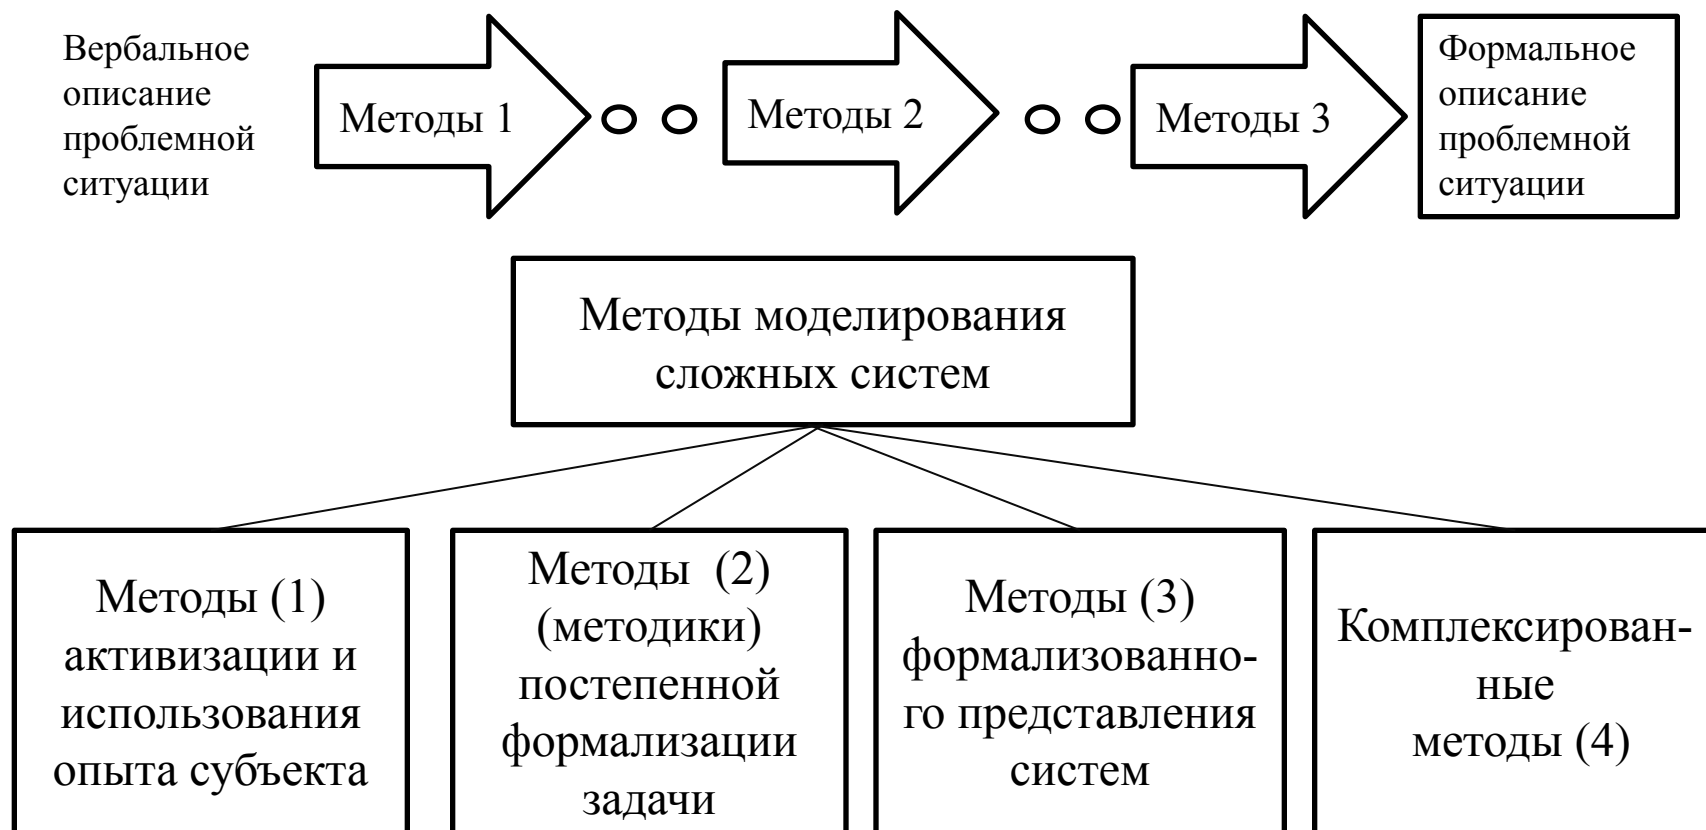 Вербальное
описание
проблемной
ситуации
Методы 1
Методы 2
Методы 3
Формальное
описание
проблемной
ситуации
Методы моделирования
сложных систем
Методы (1)
активизации и
использования
опыта субъекта
Методы (2)
(методики)
постепенной
формализации
задачи
Методы (3)
формализованно-
го представления
систем
Комплексирован-
ные
методы (4)